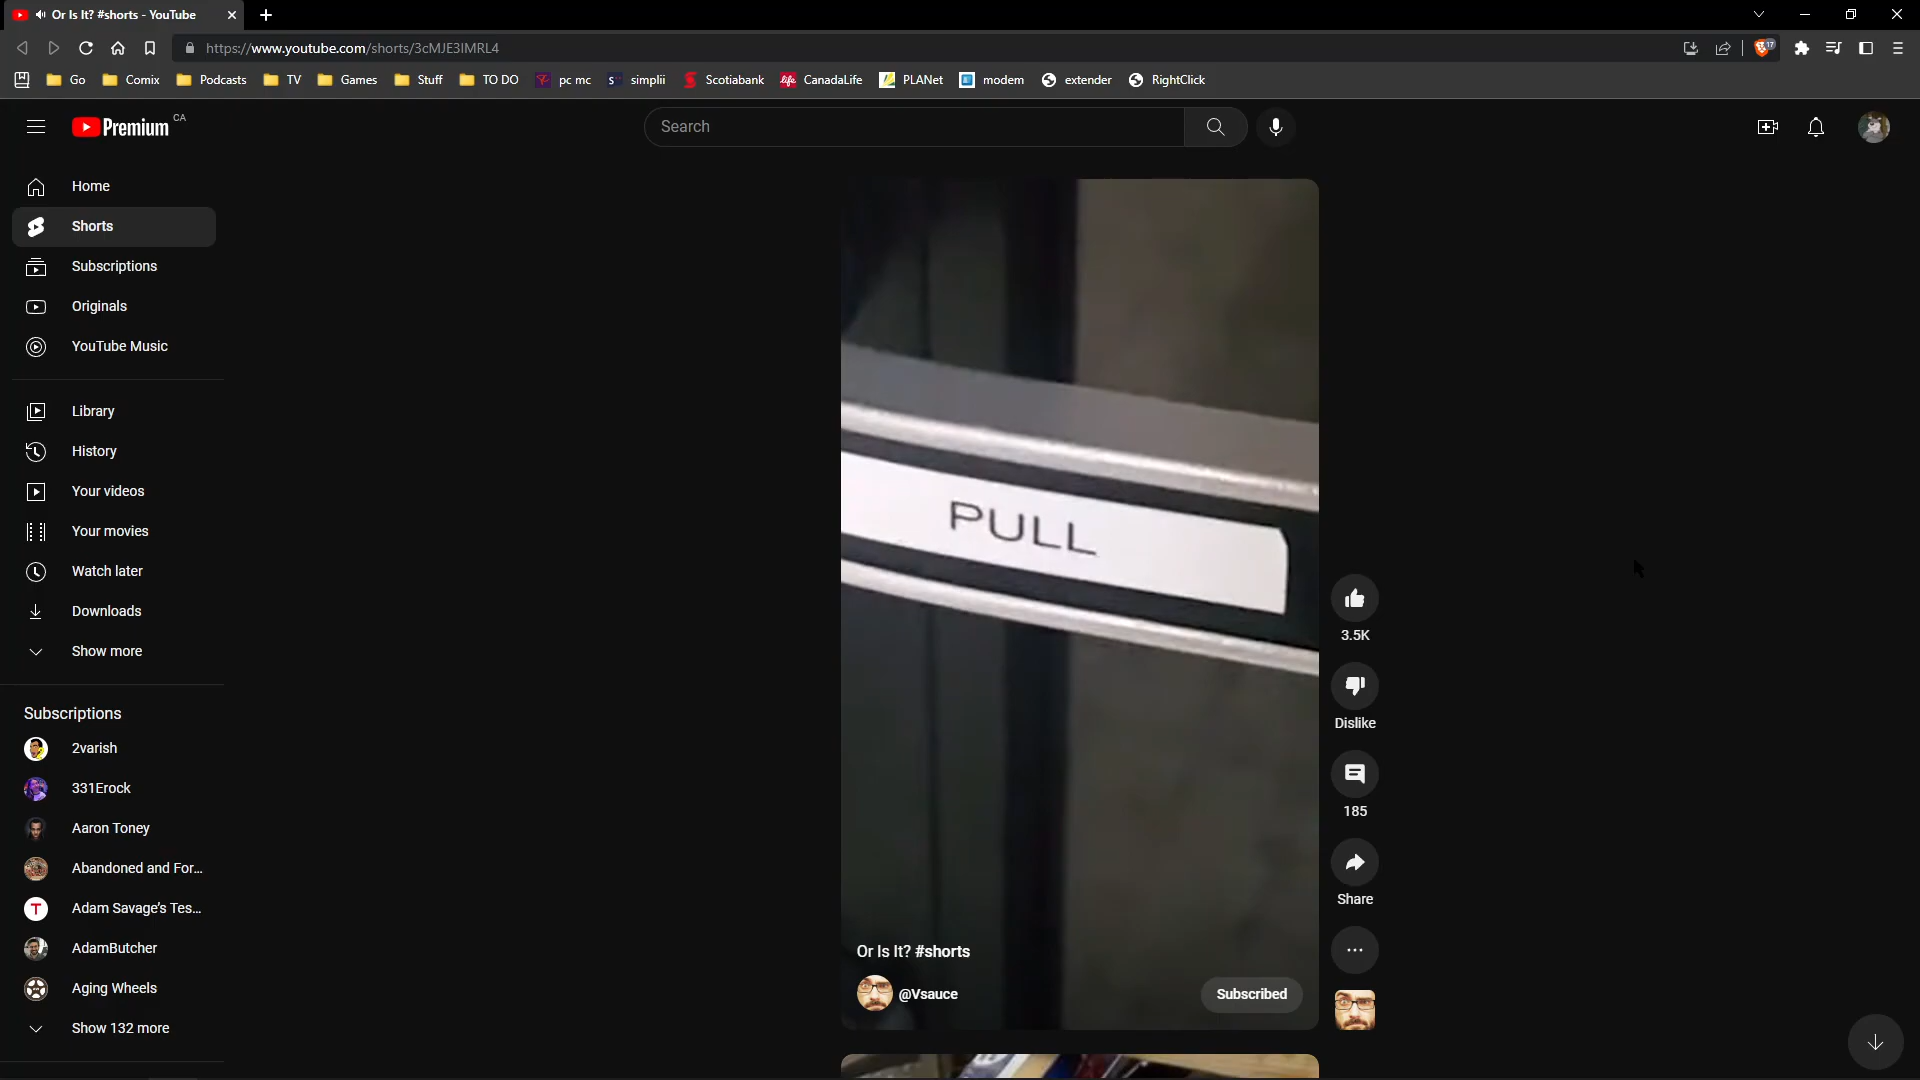 Or Is It? #shorts - YouTube
https://www.youtube.com/shorts/3cMJE3IMRL4
17
Go
Comix
Podcasts
TV
Games
Stuff
TO DO
pc mc
simplii
Scotiabank
CanadaLife
PLANet
modem
extender
RightClick
Premium CA
Search
Home
Shorts
Subscriptions
Originals
YouTube Music
Library
History
Your videos
Your movies
Watch later
Downloads
Show more
Subscriptions
2varish
331Erock
Aaron Toney
Abandoned and For...
Adam Savage's Tes...
AdamButcher
Aging Wheels
Show 132 more
PULL
Or Is It? #shorts
@Vsauce
Subscribed
3.5K
Dislike
185
Share